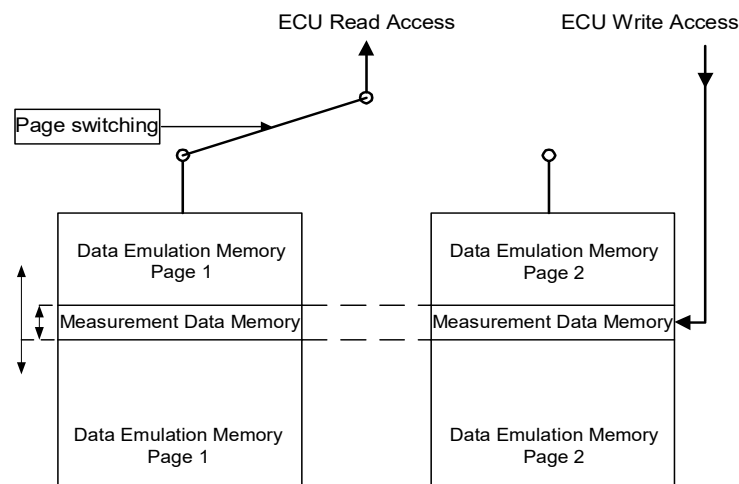 ECU Read Access
ECU Write Access
Page switching
Data Emulation Memory
Page 1
Data Emulation Memory
Page 2
Measurement Data Memory
Measurement Data Memory
Data Emulation Memory
Page 1
Data Emulation Memory
Page 2